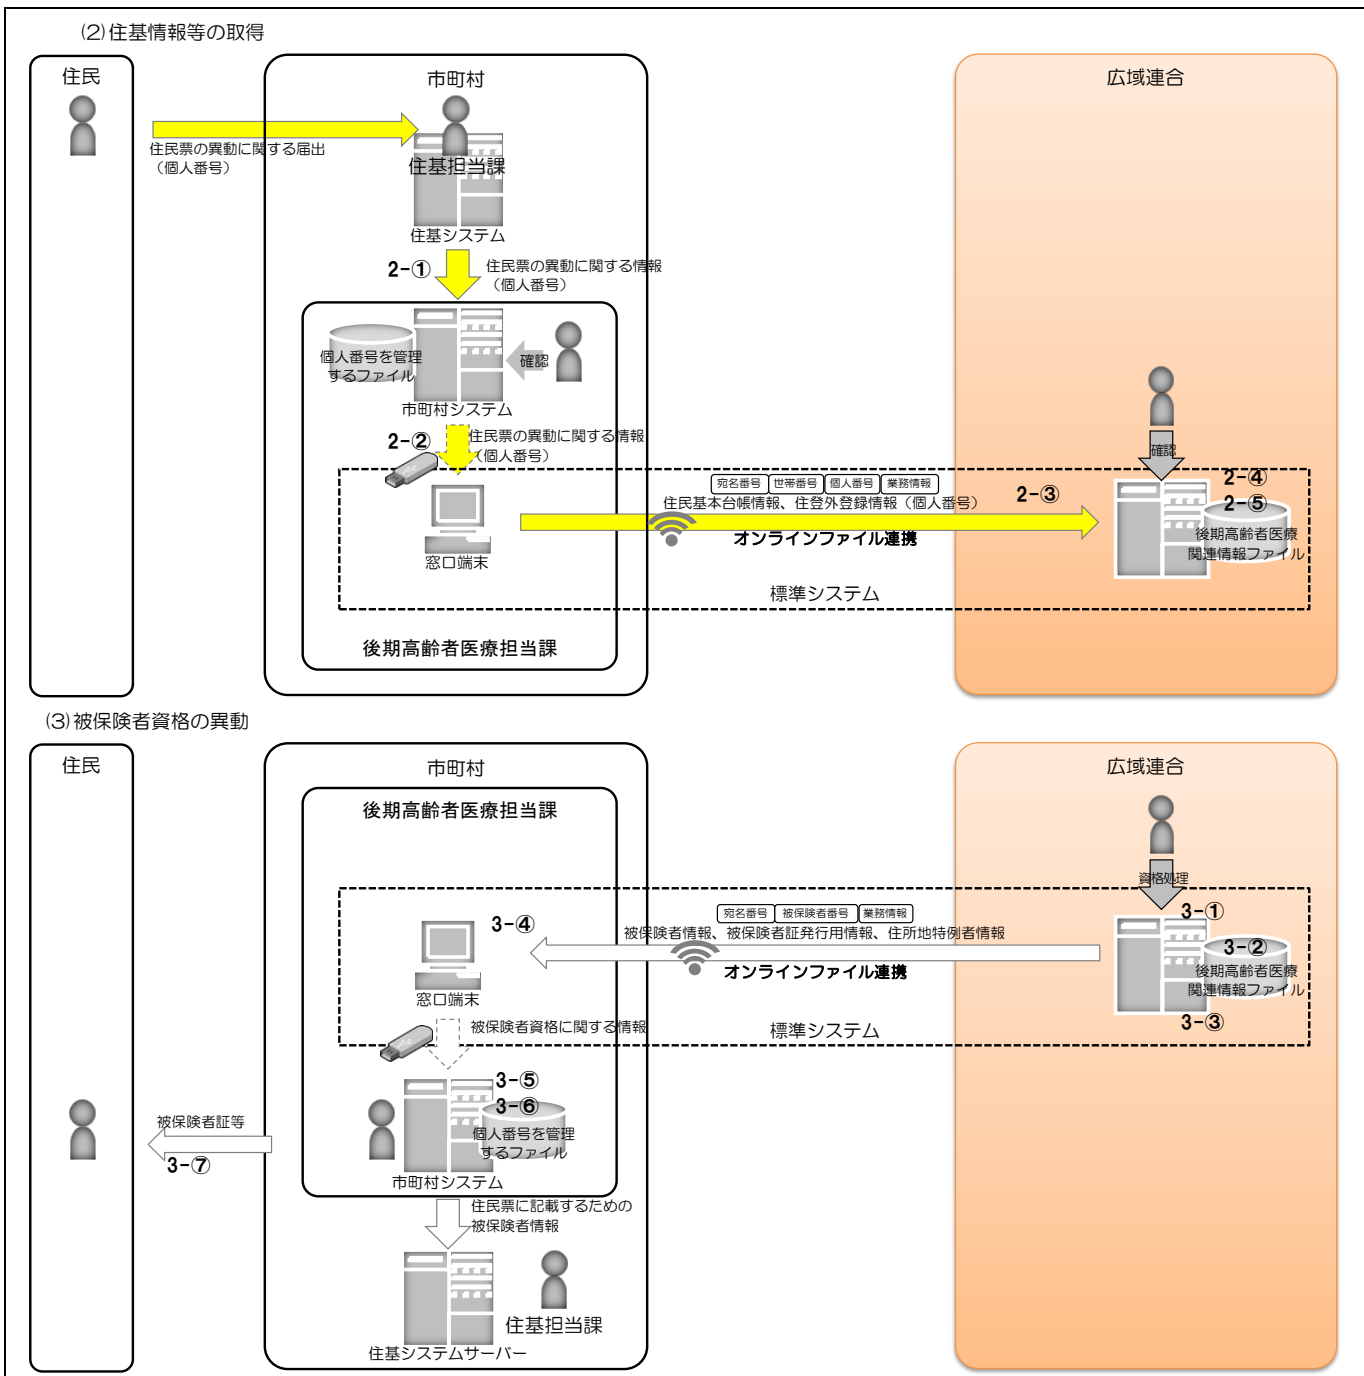 (2)住基情報等の取得
住民
市町村
広域連合
住民票の異動に関する届出
（個人番号）
住基担当課
住基システム
2-①
住民票の異動に関する情報
（個人番号）
個人番号を管理
するファイル
確認
市町村システム
2-②
住民票の異動に関する情報
（個人番号）
確認
宛名番号 世帯番号 個人番号 業務情報
住民基本台帳情報、住登外登録情報（個人番号）
2-③
2-④
2-⑤
オンラインファイル連携
後期高齢者医療
関連情報ファイル
窓口端末
標準システム
後期高齢者医療担当課
(3)被保険者資格の異動
住民
市町村
広域連合
後期高齢者医療担当課
資格処理
3-④
宛名番号 被保険者番号 業務情報
被保険者情報、被保険者証発行用情報、住所地特例者情報
オンラインファイル連携
3-①
3-②
後期高齢者医療
関連情報ファイル
3-③
窓口端末
被保険者資格に関する情報
標準システム
3-⑤
3-⑥
個人番号を管理
するファイル
市町村システム
被保険者証等
3-⑦
住民票に記載するための
被保険者情報
住基担当課
住基システムサーバー